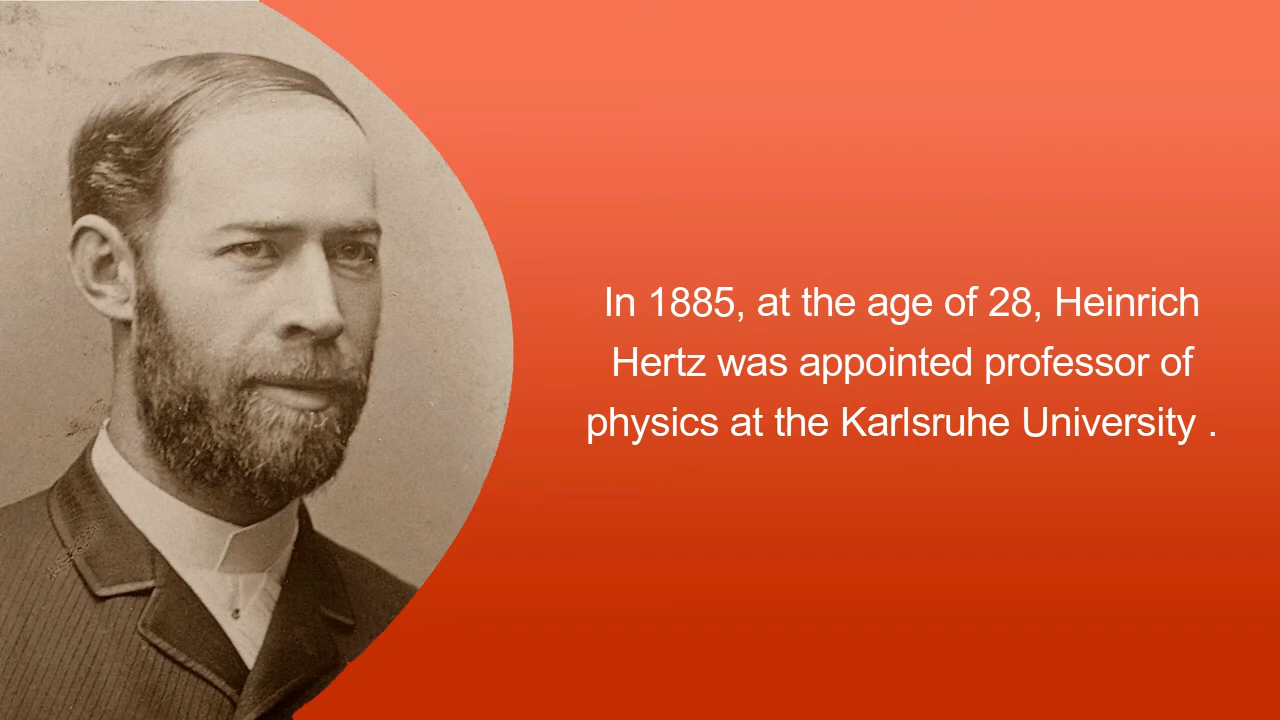 In 1885, at the age of 28, Heinrich
Hertz was appointed professor of
physics at the Karlsruhe University .